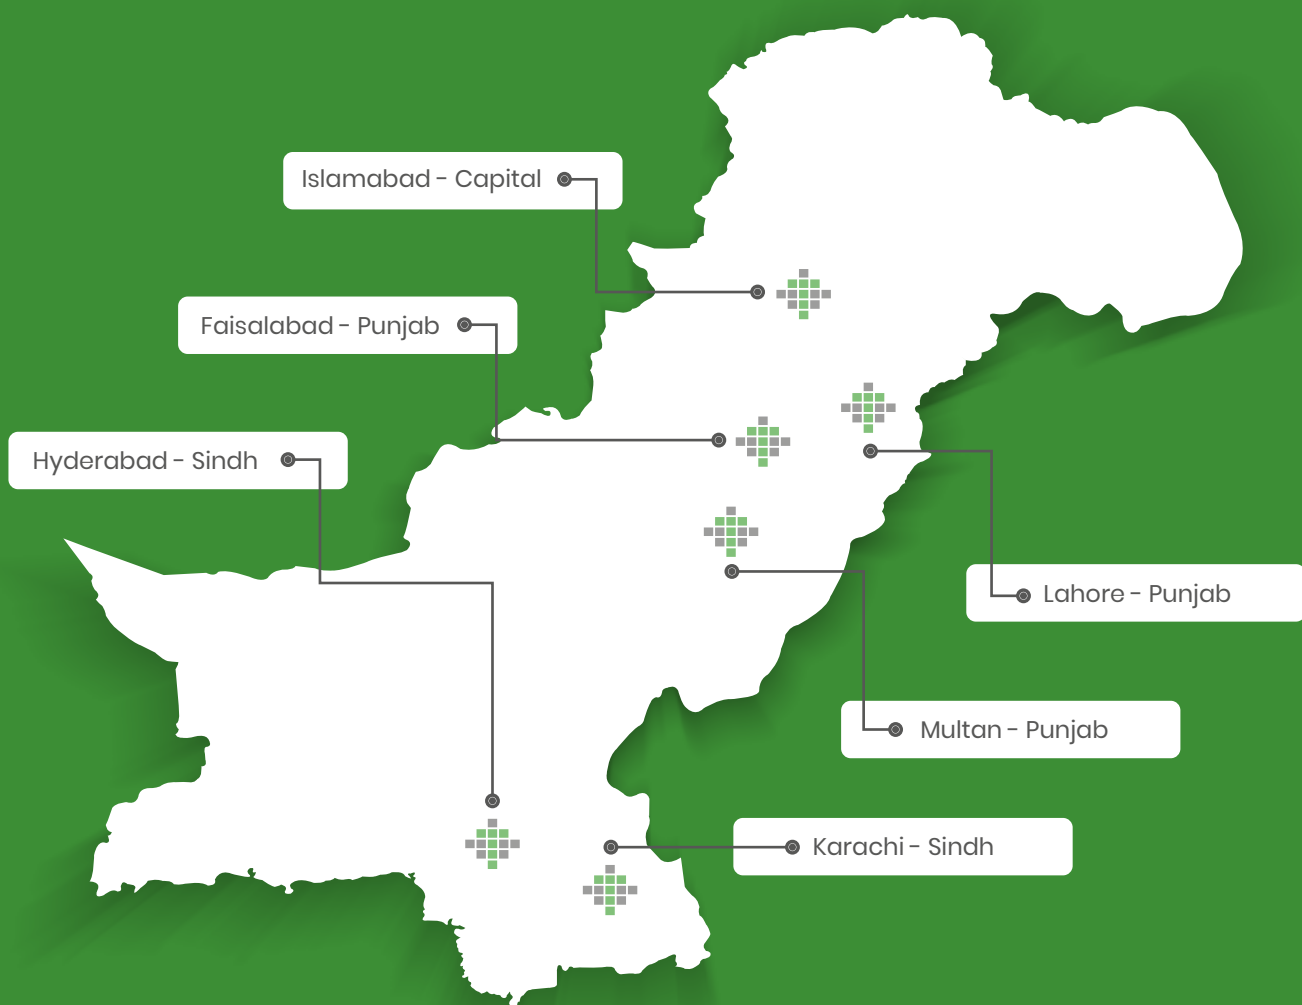 Islamabad - Capital
Faisalabad - Punjab
Hyderabad - Sindh
Lahore - Punjab
Multan - Punjab
Karachi - Sindh